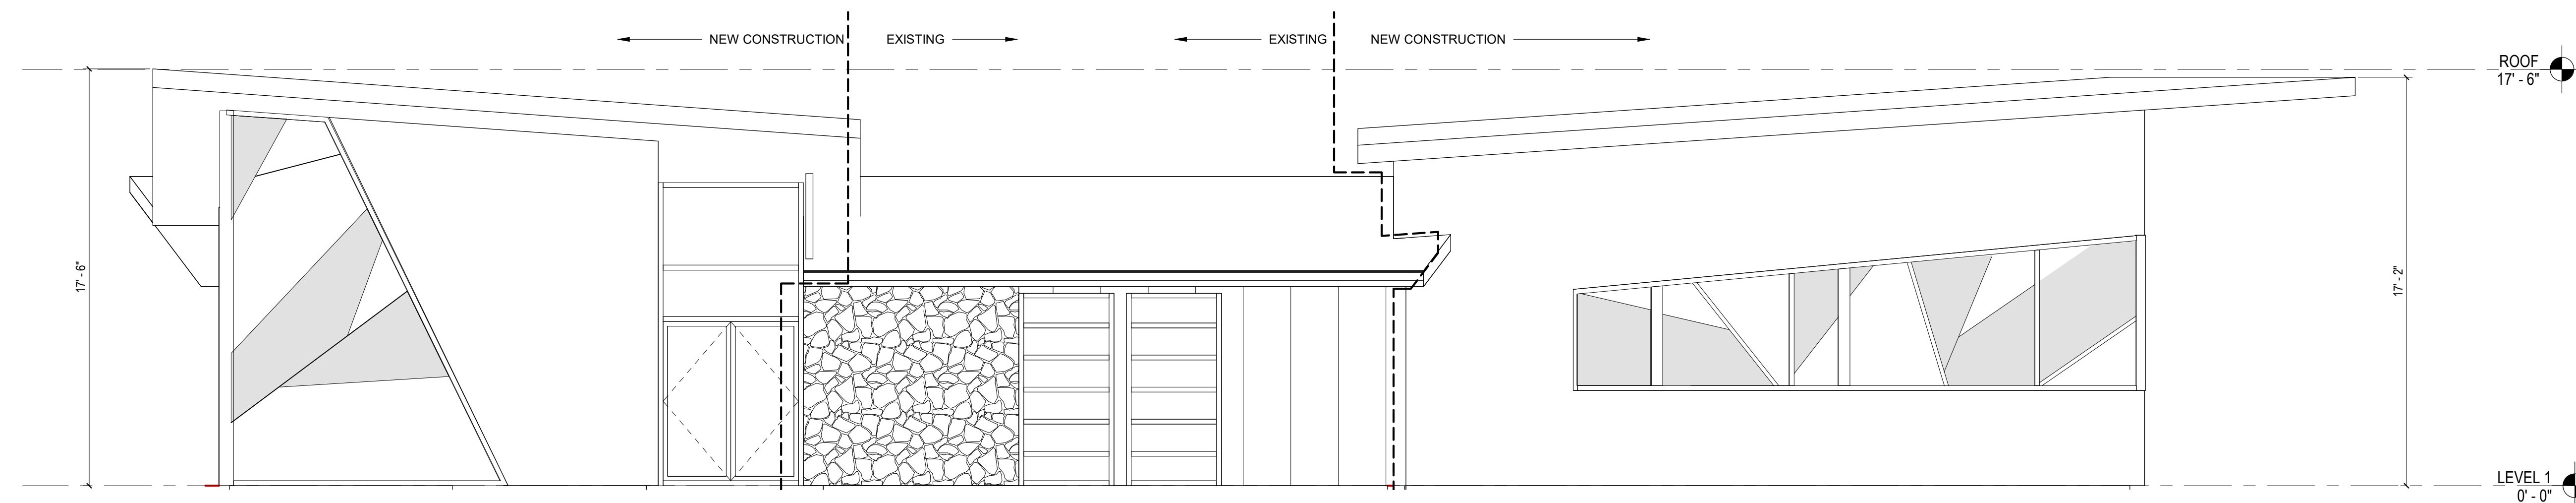 NEW CONSTRUCTION EXISTING EXISTING NEW CONSTRUCTION
ROOF
17' - 6"
17' - 6"
17' - 2"
LEVEL 1
0' - 0"